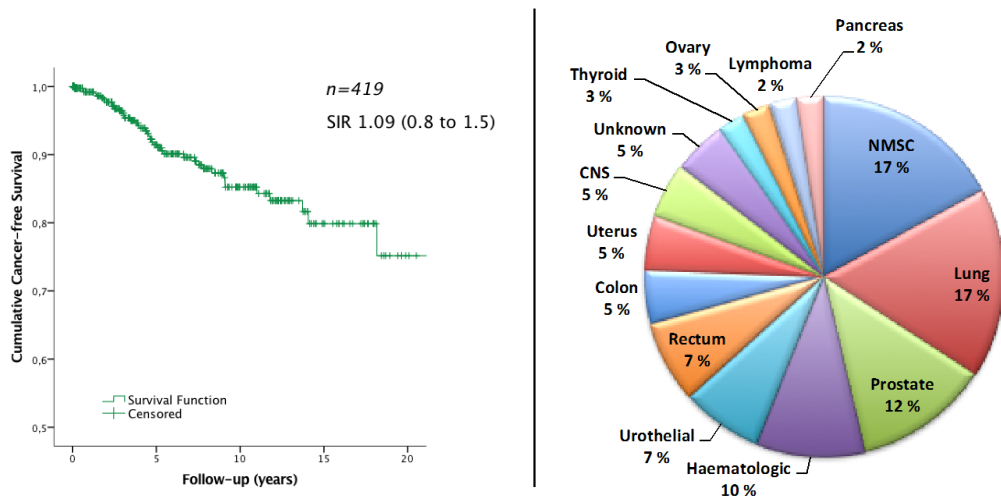 n=419
SIR 1.09 (0.8 to 1.5)
Cumulative Cancer-free Survival
1,0
0,9
0,8
0,7
0,6
0,5
Survival Function
Censored
0
5
10
15
20
Follow-up (years)
Pancreas
2 %
Ovary
3 %
Lymphoma
2 %
Thyroid
3 %
Unknown
5 %
CNS
5 %
Uterus
5 %
Colon
5 %
Rectum
7 %
Urothelial
7 %
Haematologic
10 %
Prostate
12 %
Lung
17 %
NMSC
17 %